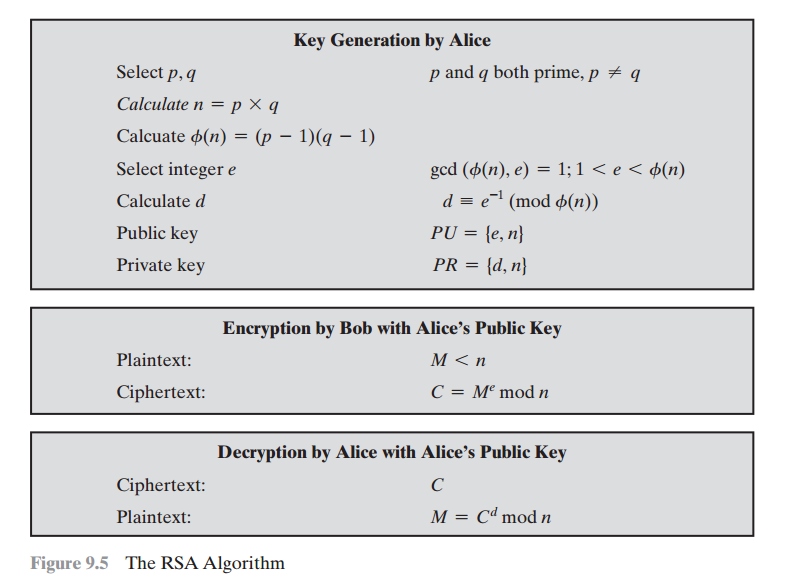 Key Generation by Alice
Select p, q p and q both prime, p ≠ q
Calculate n = p × q
Calcuate ϕ(n) = (p − 1)(q − 1)
Select integer e gcd (ϕ(n), e) = 1; 1 < e < ϕ(n)
Calculate d d ≡ e⁻¹ (mod ϕ(n))
Public key PU = {e, n}
Private key PR = {d, n}
Encryption by Bob with Alice’s Public Key
Plaintext: M < n
Ciphertext: C = Mᵉ mod n
Decryption by Alice with Alice’s Public Key
Ciphertext: C
Plaintext: M = Cᵈ mod n
Figure 9.5 The RSA Algorithm